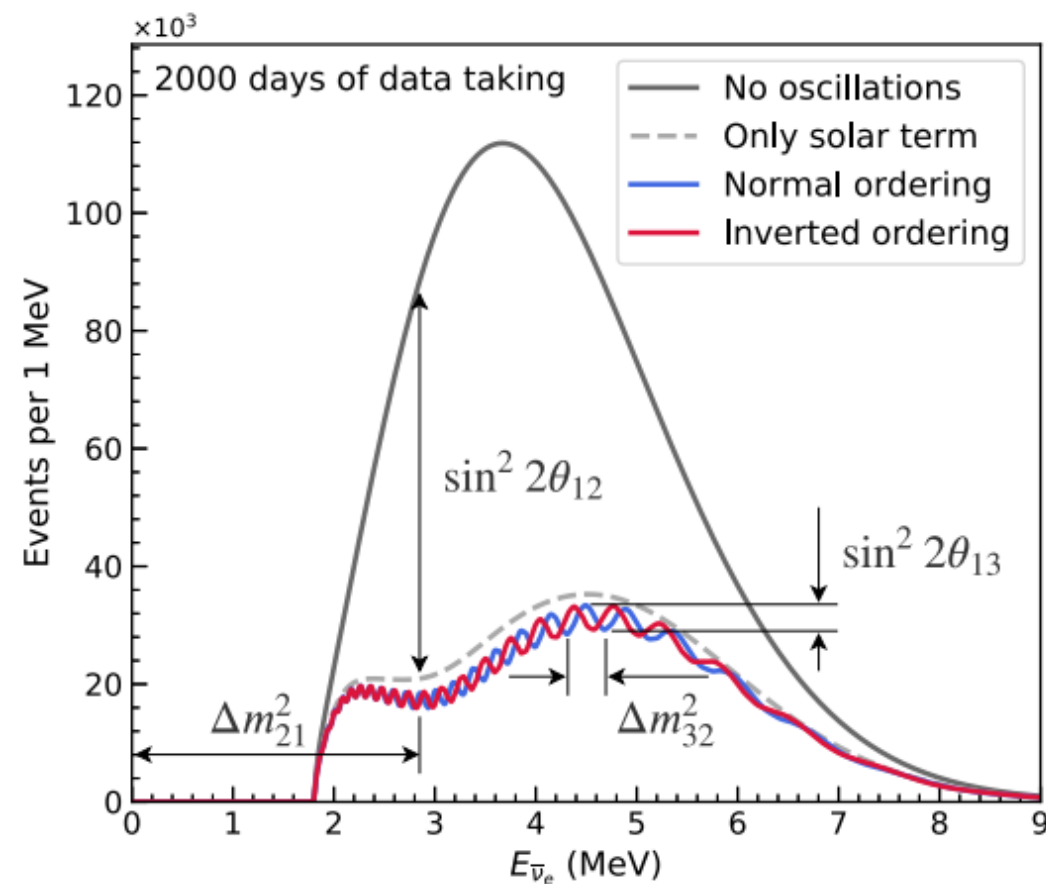 ×10³
2000 days of data taking
No oscillations
Only solar term
Normal ordering
Inverted ordering
Events per 1 MeV
120
100
80
60
40
20
0
sin² 2θ₁₂
sin² 2θ₁₃
Δm²₂₁
Δm²₃₂
0 1 2 3 4 5 6 7 8 9
E_ν̅ₑ (MeV)